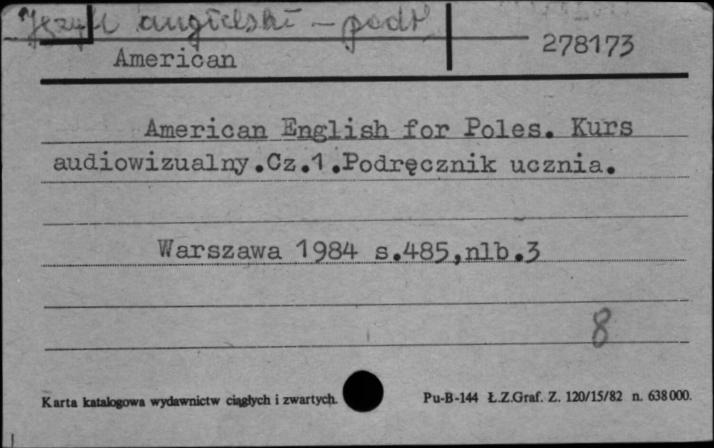 Język angielski – podr
American 278173
American English for Poles. Kurs
audiowizualny.Cz.1.Podręcznik ucznia.
Warszawa 1984 s.485,nlb.3
8
Karta katalogowa wydawnictw ciągłych i zwartych. Pu-B-144 Ł.Z.Graf. Z. 120/15/82 n. 638000.